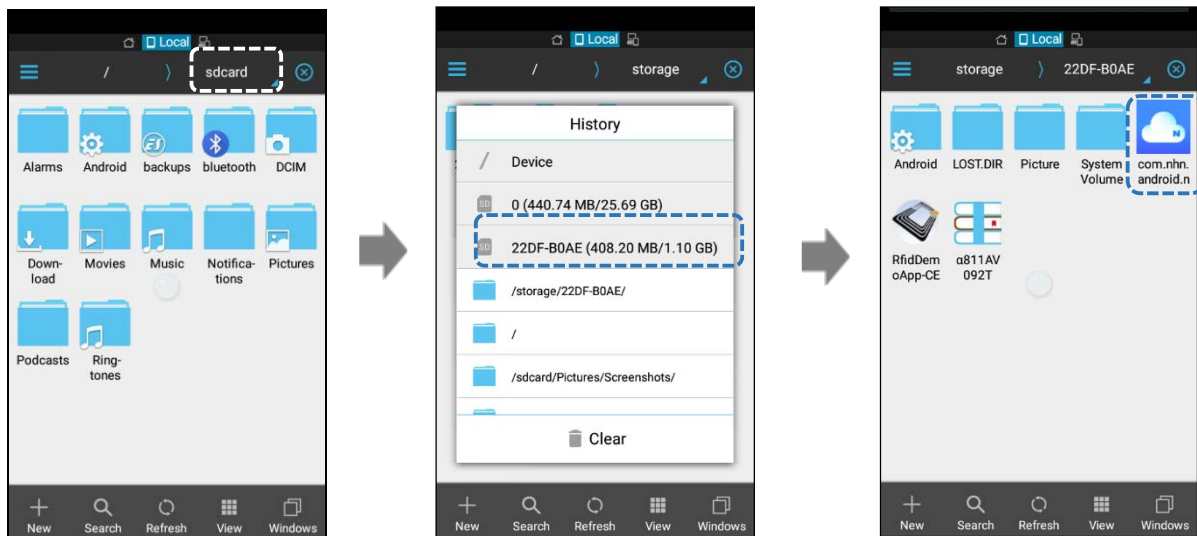 Local
/ 〉 sdcard
Alarms Android backups bluetooth DCIM
Down-
load
Movies Music Notifica-
tions
Pictures
Podcasts Ring-
tones
New Search Refresh View Windows
Local
/ 〉 storage
History
/ Device
SD 0 (440.74 MB/25.69 GB)
SD 22DF-B0AE (408.20 MB/1.10 GB)
/storage/22DF-B0AE/
/
/sdcard/Pictures/Screenshots/
Clear
New Search Refresh View Windows
Local
storage 〉 22DF-B0AE
Android LOST.DIR Picture System
Volume
N
com.nhn.
android.n
RfidDem
oApp-CE
α811AV
092T
New Search Refresh View Windows